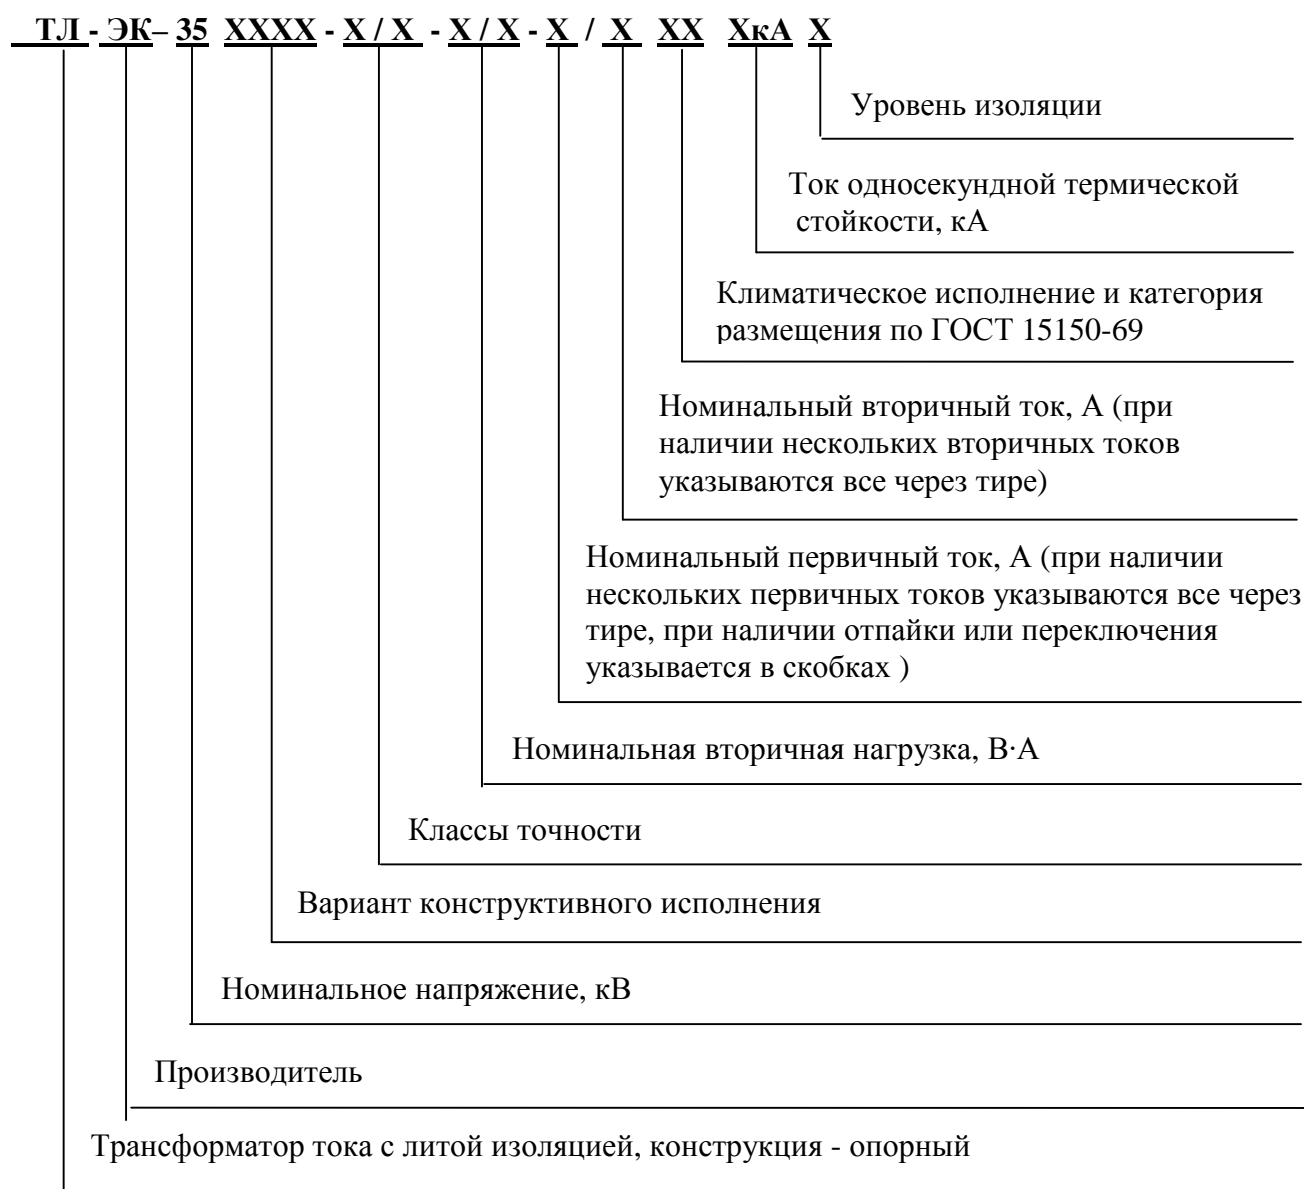 ТЛ - ЭК– 35 ХХХХ - Х / Х - Х / Х - Х / Х ХХ ХкА Х
Уровень изоляции
Ток односекундной термической
стойкости, кА
Климатическое исполнение и категория
размещения по ГОСТ 15150-69
Номинальный вторичный ток, А (при
наличии нескольких вторичных токов
указываются все через тире)
Номинальный первичный ток, А (при наличии
нескольких первичных токов указываются все через
тире, при наличии отпайки или переключения
указывается в скобках )
Номинальная вторичная нагрузка, В·А
Классы точности
Вариант конструктивного исполнения
Номинальное напряжение, кВ
Производитель
Трансформатор тока с литой изоляцией, конструкция - опорный